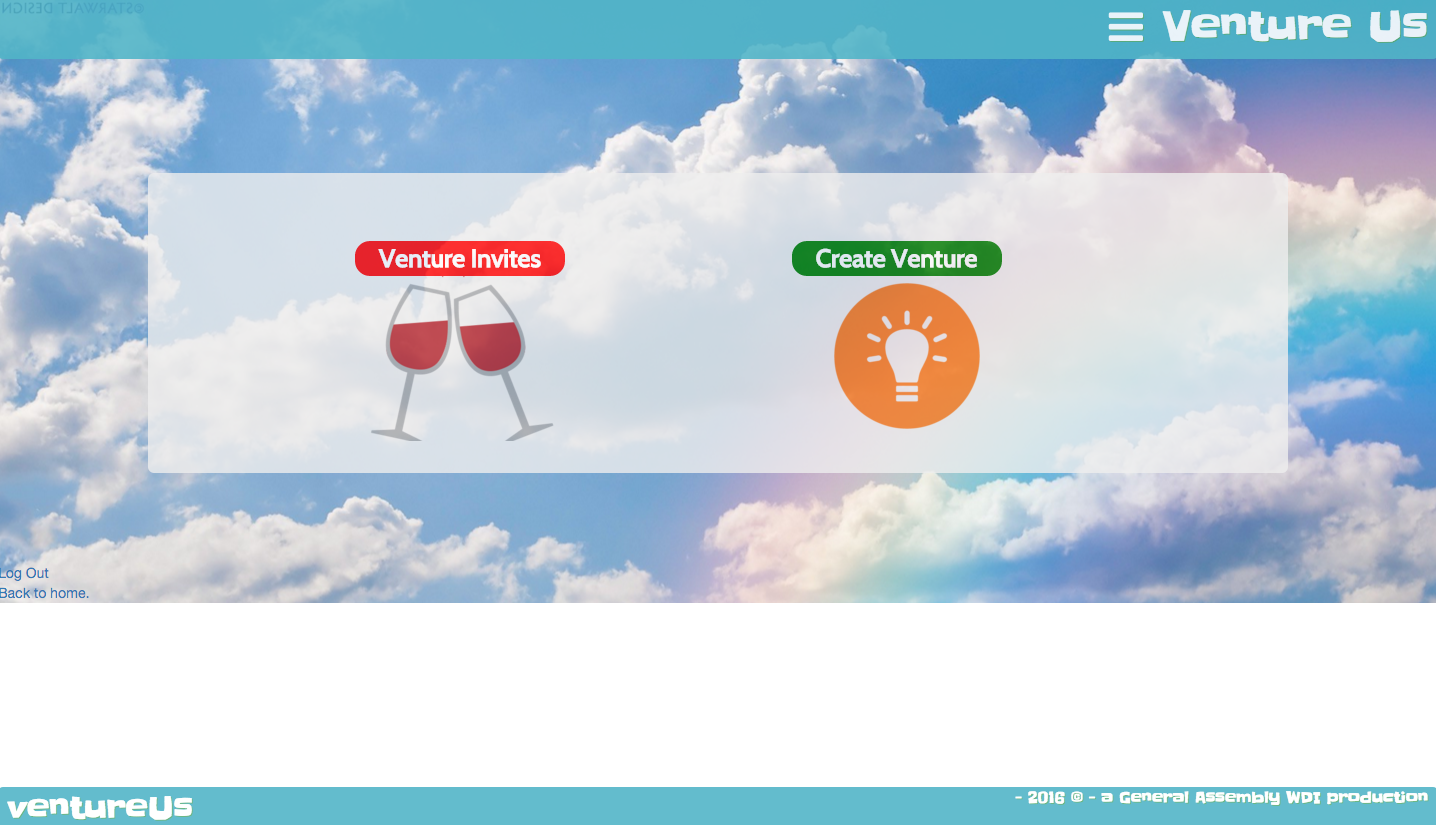 ©STARWALT DESIGN
Venture Us
Venture Invites
Create Venture
Log Out
Back to home.
ventureUs
- 2016 © - a General Assembly WDI production